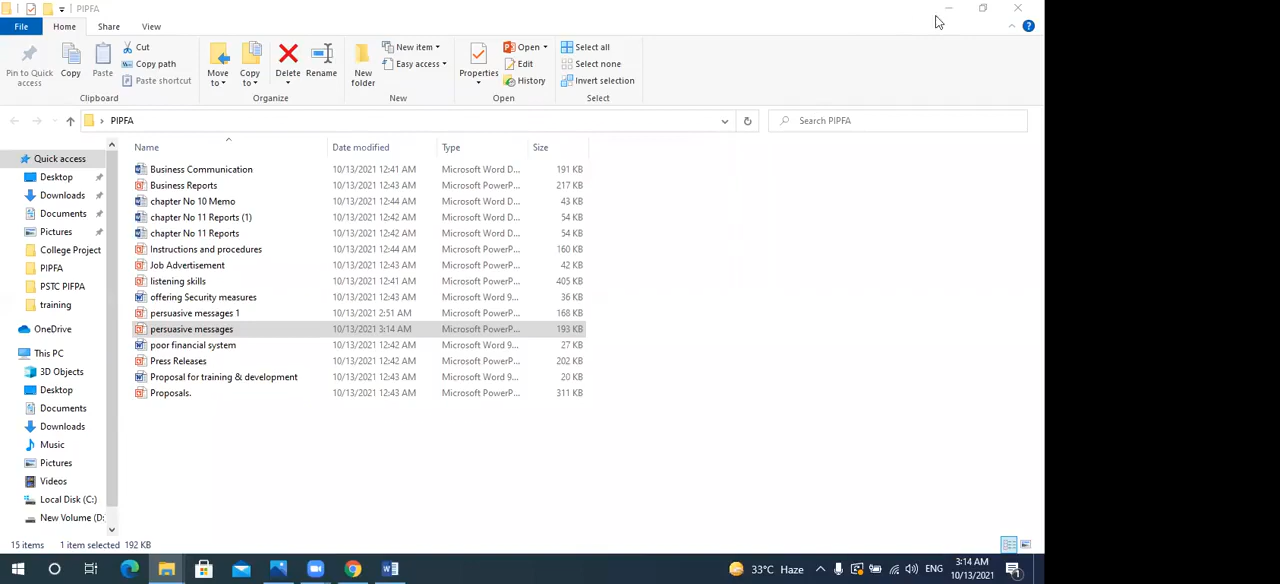 PIPFA
File Home Share View
Pin to Quick access
Copy
Paste
Cut
Copy path
Paste shortcut
Clipboard
Move to
Copy to
Delete
Rename
Organize
New folder
New item
Easy access
New
Properties
Open
Edit
History
Open
Select all
Select none
Invert selection
Select
PIPFA
Search PIPFA
Name Date modified Type Size
Business Communication 10/13/2021 12:41 AM Microsoft Word D... 191 KB
Business Reports 10/13/2021 12:43 AM Microsoft PowerP... 217 KB
chapter No 10 Memo 10/13/2021 12:44 AM Microsoft Word D... 43 KB
chapter No 11 Reports (1) 10/13/2021 12:42 AM Microsoft Word D... 54 KB
chapter No 11 Reports 10/13/2021 12:42 AM Microsoft Word D... 54 KB
Instructions and procedures 10/13/2021 12:44 AM Microsoft PowerP... 160 KB
Job Advertisement 10/13/2021 12:43 AM Microsoft PowerP... 42 KB
listening skills 10/13/2021 12:41 AM Microsoft PowerP... 405 KB
offering Security measures 10/13/2021 12:43 AM Microsoft Word 9... 36 KB
persuasive messages 1 10/13/2021 2:51 AM Microsoft PowerP... 168 KB
persuasive messages 10/13/2021 3:14 AM Microsoft PowerP... 193 KB
poor financial system 10/13/2021 12:42 AM Microsoft Word 9... 27 KB
Press Releases 10/13/2021 12:42 AM Microsoft PowerP... 202 KB
Proposal for training & development 10/13/2021 12:43 AM Microsoft Word 9... 20 KB
Proposals. 10/13/2021 12:43 AM Microsoft PowerP... 311 KB
Quick access
Desktop
Downloads
Documents
Pictures
College Project
PIPFA
PSTC PIPFA
training
OneDrive
This PC
3D Objects
Desktop
Documents
Downloads
Music
Pictures
Videos
Local Disk (C:)
New Volume (D:
15 items 1 item selected 192 KB
33°C Haze ENG 3:14 AM
10/13/2021
1